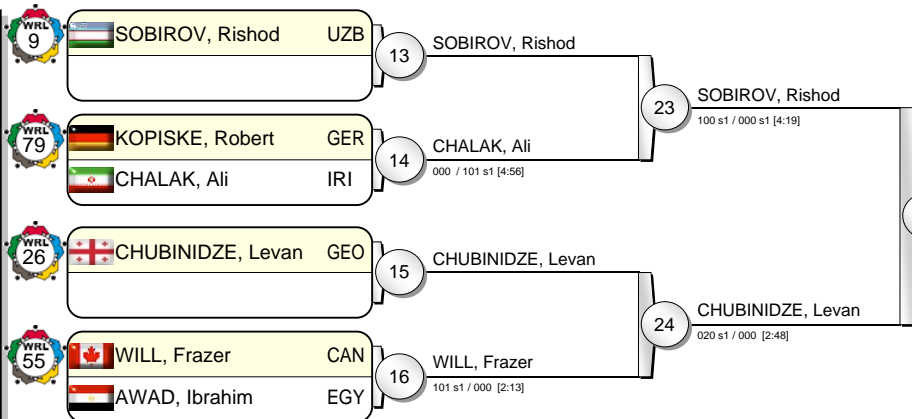 WRL
9
SOBIROV, Rishod UZB
13
SOBIROV, Rishod
23
SOBIROV, Rishod
100 s1 / 000 s1 [4:19]
WRL
79
KOPISKE, Robert GER
CHALAK, Ali IRI
14
CHALAK, Ali
000 / 101 s1 [4:56]
WRL
26
CHUBINIDZE, Levan GEO
15
CHUBINIDZE, Levan
24
CHUBINIDZE, Levan
020 s1 / 000 [2:48]
WRL
55
WILL, Frazer CAN
AWAD, Ibrahim EGY
16
WILL, Frazer
101 s1 / 000 [2:13]